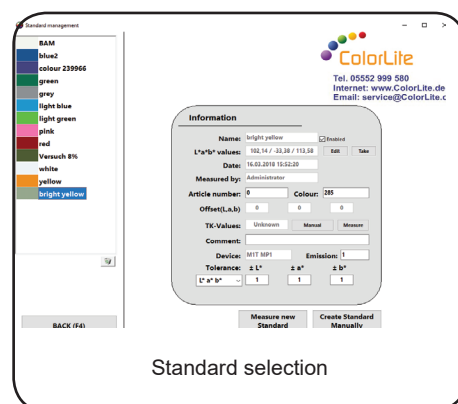 Standard management
BAM
blue2
colour 239966
green
grey
light blue
light green
pink
red
Versuch 8%
white
yellow
bright yellow
BACK (F4)
ColorLite
Tel. 05552 999 580
Internet: www.ColorLite.de
Email: service@ColorLite.c
Information
Name: bright yellow Enabled
L*a*b* values: 102,14 / -33,38 / 113,58 Edit Take
Date: 16.03.2018 15:52:20
Measured by: Administrator
Article number: 0 Colour: 285
Offset(L,a,b) 0 0 0
TK-Values: Unknown Manual Measure
Comment:
Device: M1T MP1 Emission: 1
Tolerance: ± L* ± a* ± b*
L* a* b* 1 1 1
Measure new Standard
Create Standard Manually
Standard selection